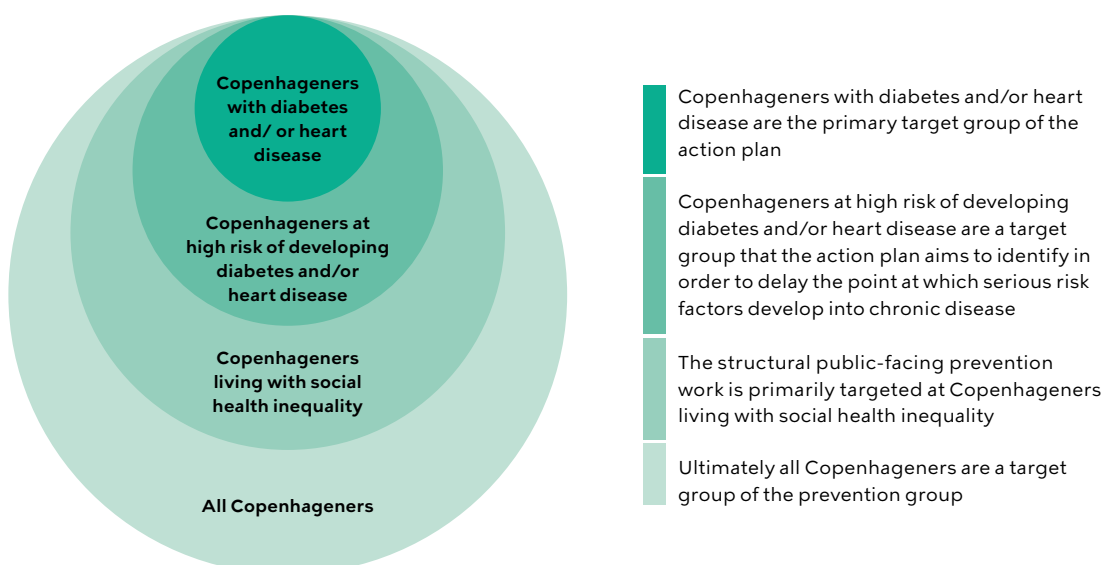 Copenhageners
with diabetes
and/ or heart
disease
Copenhageners at
high risk of developing
diabetes and/or
heart disease
Copenhageners
living with social
health inequality
All Copenhageners
Copenhageners with diabetes and/or heart
disease are the primary target group of the
action plan
Copenhageners at high risk of developing
diabetes and/or heart disease are a target
group that the action plan aims to identify in
order to delay the point at which serious risk
factors develop into chronic disease
The structural public-facing prevention
work is primarily targeted at Copenhageners
living with social health inequality
Ultimately all Copenhageners are a target
group of the prevention group